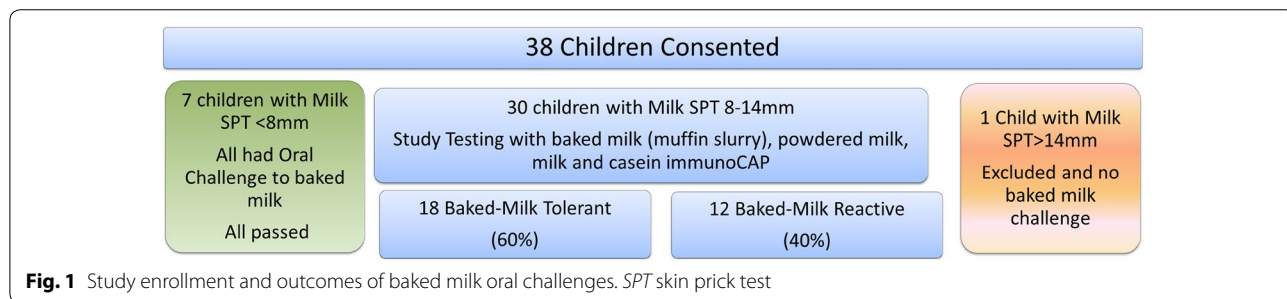 38 Children Consented
7 children with Milk
SPT <8mm
All had Oral
Challenge to baked
milk
All passed
30 children with Milk SPT 8-14mm
Study Testing with baked milk (muffin slurry), powdered milk,
milk and casein immunoCAP
18 Baked-Milk Tolerant
(60%)
12 Baked-Milk Reactive
(40%)
1 Child with Milk
SPT>14mm
Excluded and no
baked milk
challenge
Fig. 1 Study enrollment and outcomes of baked milk oral challenges. SPT skin prick test